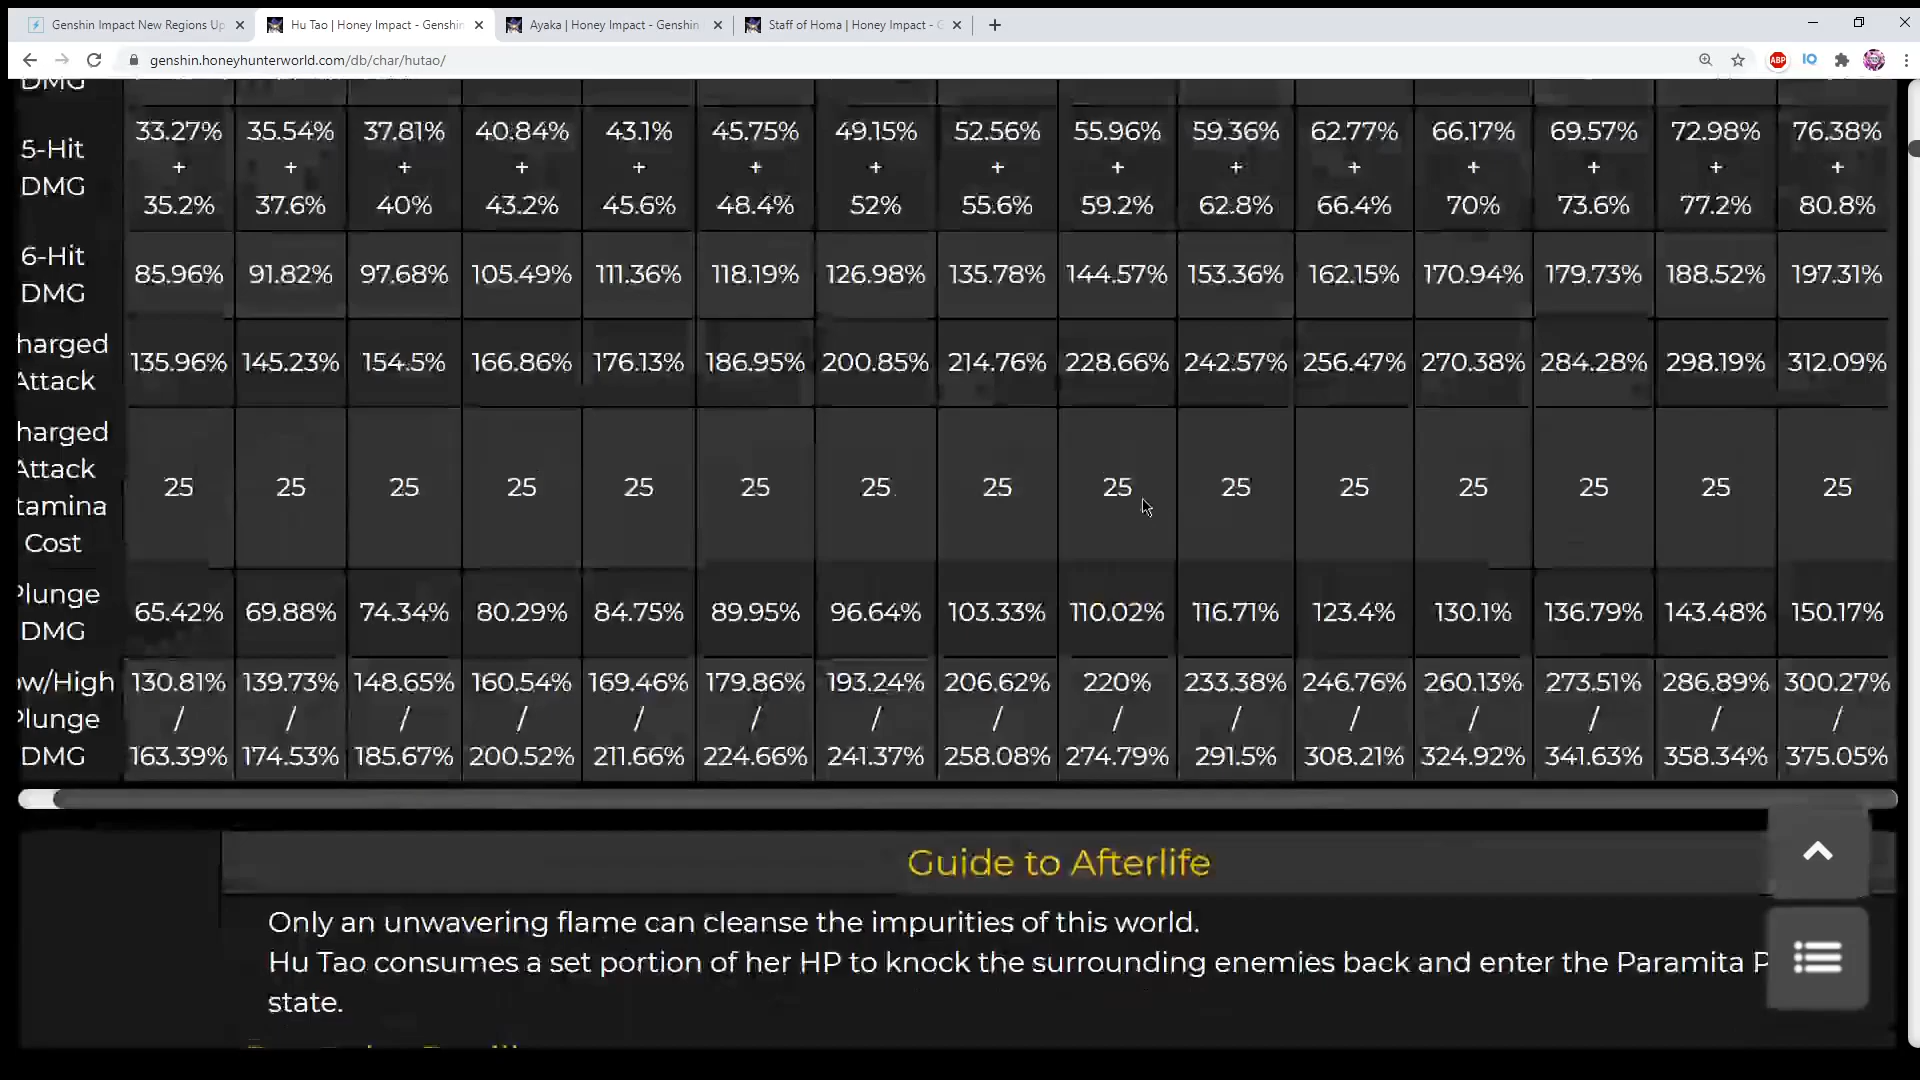 Genshin Impact New Regions Up
Hu Tao | Honey Impact - Genshin
Ayaka | Honey Impact - Genshin
Staff of Homa | Honey Impact - G
genshin.honeyhunterworld.com/db/char/hutao/
ABP
IQ
DMG
33.27% 35.54% 37.81% 40.84% 43.1% 45.75% 49.15% 52.56% 55.96% 59.36% 62.77% 66.17% 69.57% 72.98% 76.38%
5-Hit DMG + + + + + + + + + + + + + + +
35.2% 37.6% 40% 43.2% 45.6% 48.4% 52% 55.6% 59.2% 62.8% 66.4% 70% 73.6% 77.2% 80.8%
6-Hit
DMG 85.96% 91.82% 97.68% 105.49% 111.36% 118.19% 126.98% 135.78% 144.57% 153.36% 162.15% 170.94% 179.73% 188.52% 197.31%
harged
Attack 135.96% 145.23% 154.5% 166.86% 176.13% 186.95% 200.85% 214.76% 228.66% 242.57% 256.47% 270.38% 284.28% 298.19% 312.09%
harged
Attack
tamina
Cost 25 25 25 25 25 25 25 25 25 25 25 25 25 25 25
Plunge
DMG 65.42% 69.88% 74.34% 80.29% 84.75% 89.95% 96.64% 103.33% 110.02% 116.71% 123.4% 130.1% 136.79% 143.48% 150.17%
ow/High 130.81% 139.73% 148.65% 160.54% 169.46% 179.86% 193.24% 206.62% 220% 233.38% 246.76% 260.13% 273.51% 286.89% 300.27%
Plunge / / / / / / / / / / / / / / /
DMG 163.39% 174.53% 185.67% 200.52% 211.66% 224.66% 241.37% 258.08% 274.79% 291.5% 308.21% 324.92% 341.63% 358.34% 375.05%
Guide to Afterlife
Only an unwavering flame can cleanse the impurities of this world.
Hu Tao consumes a set portion of her HP to knock the surrounding enemies back and enter the Paramita P
state.